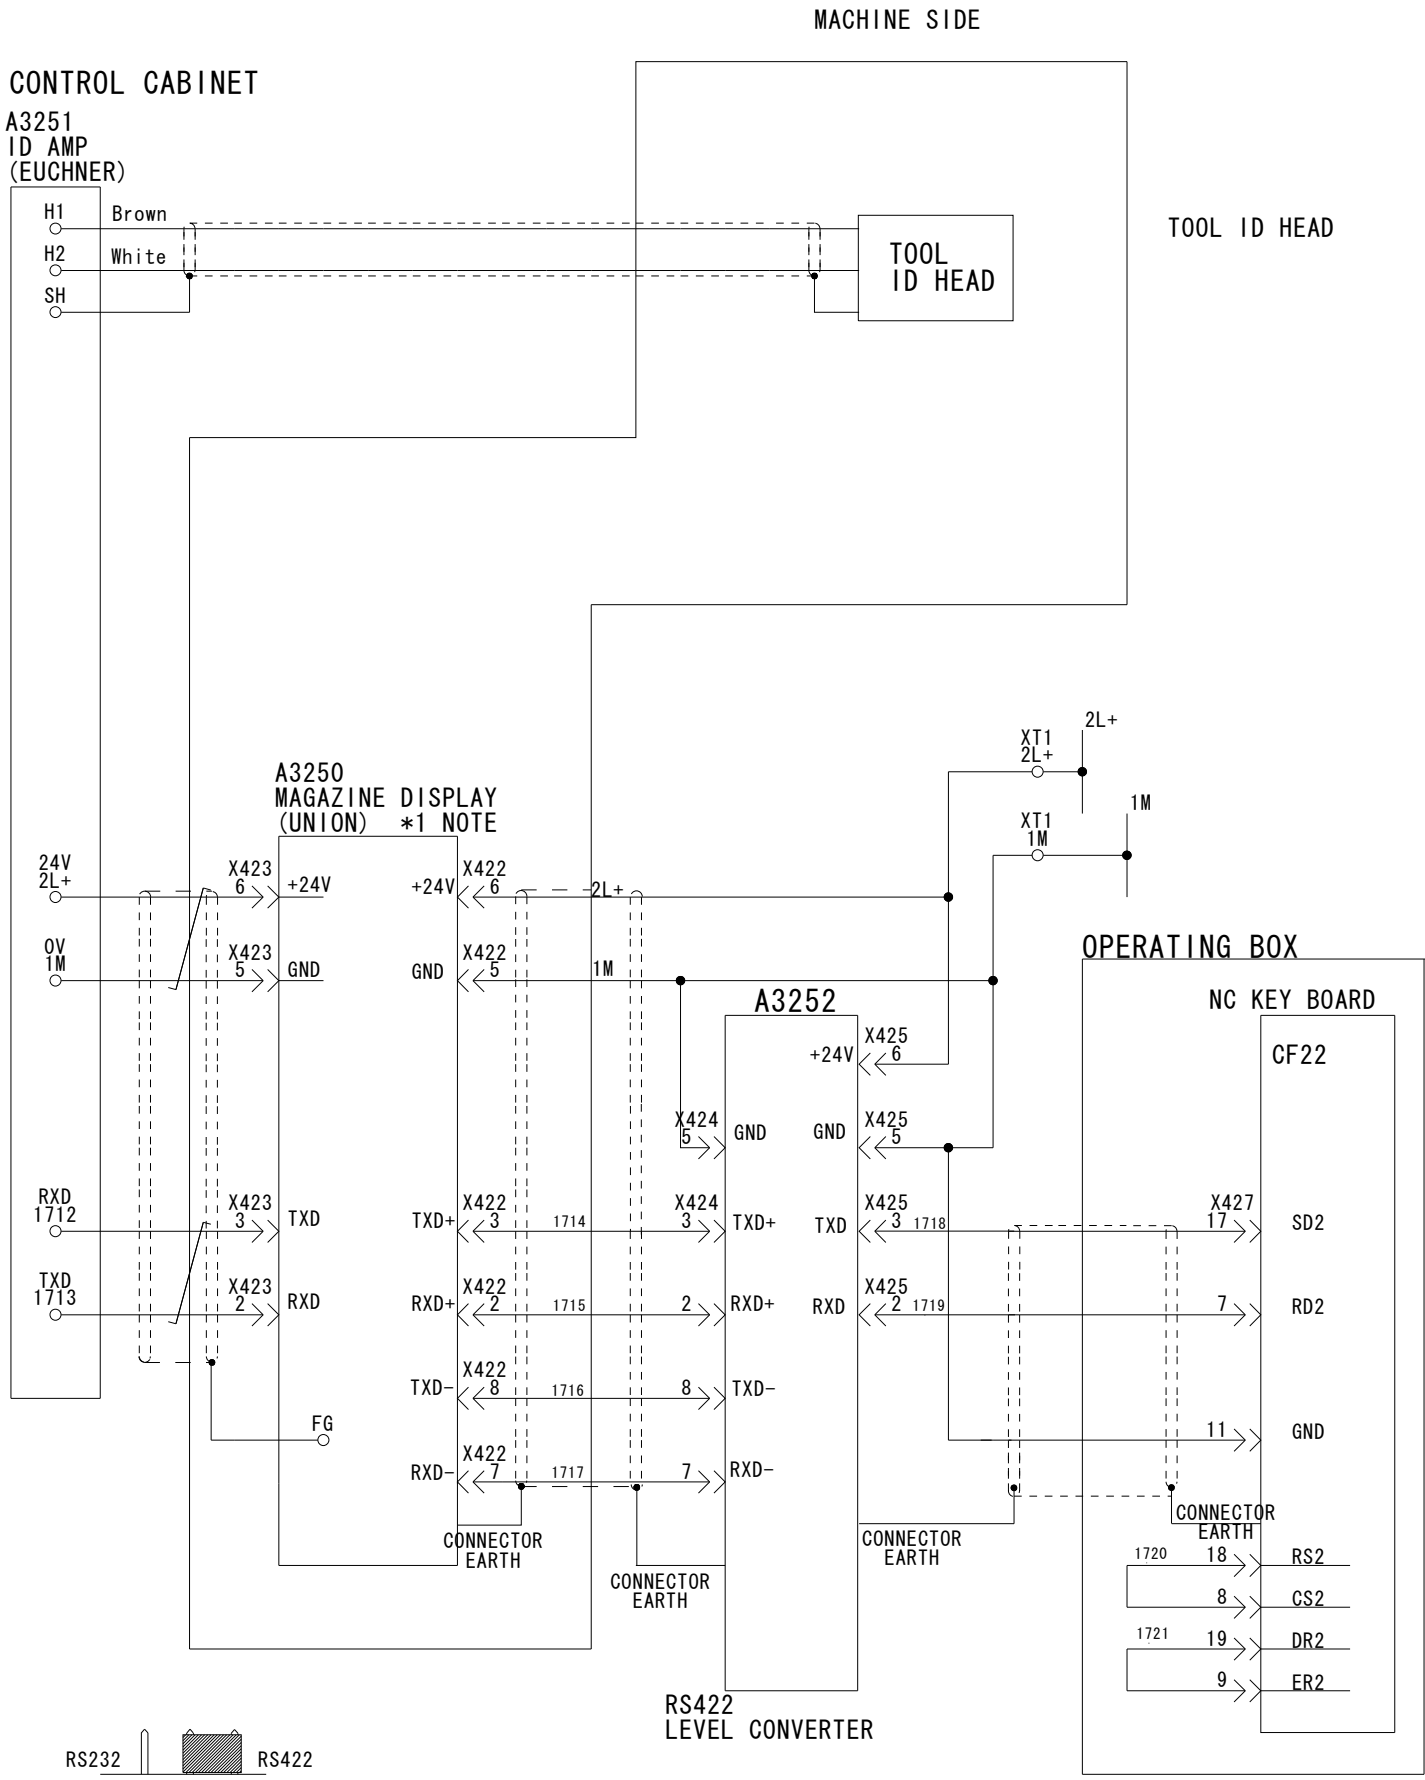 MACHINE SIDE
CONTROL CABINET
A3251
ID AMP
(EUCHNER)
H1
Brown
H2
White
SH
TOOL
ID HEAD
TOOL ID HEAD
2L+
XT1
2L+
1M
XT1
1M
A3250
MAGAZINE DISPLAY
(UNION) *1 NOTE
24V
2L+
X423
6
+24V
+24V
X422
6
2L+
0V
1M
X423
5
GND
GND
X422
5
1M
OPERATING BOX
A3252
NC KEY BOARD
CF22
+24V
X425
6
X424
5
GND
GND
X425
5
RXD
1712
X423
3
TXD
TXD+
X422
3
1714
X424
3
TXD+
TXD
X425
3
1718
X427
17
SD2
TXD
1713
X423
2
RXD
RXD+
X422
2
1715
2
RXD+
RXD
X425
2
1719
7
RD2
TXD-
X422
8
1716
8
TXD-
FG
11
GND
RXD-
X422
7
1717
7
RXD-
CONNECTOR
EARTH
CONNECTOR
EARTH
CONNECTOR
EARTH
CONNECTOR
EARTH
1720
18
RS2
8
CS2
1721
19
DR2
9
ER2
RS422
LEVEL CONVERTER
RS232
RS422